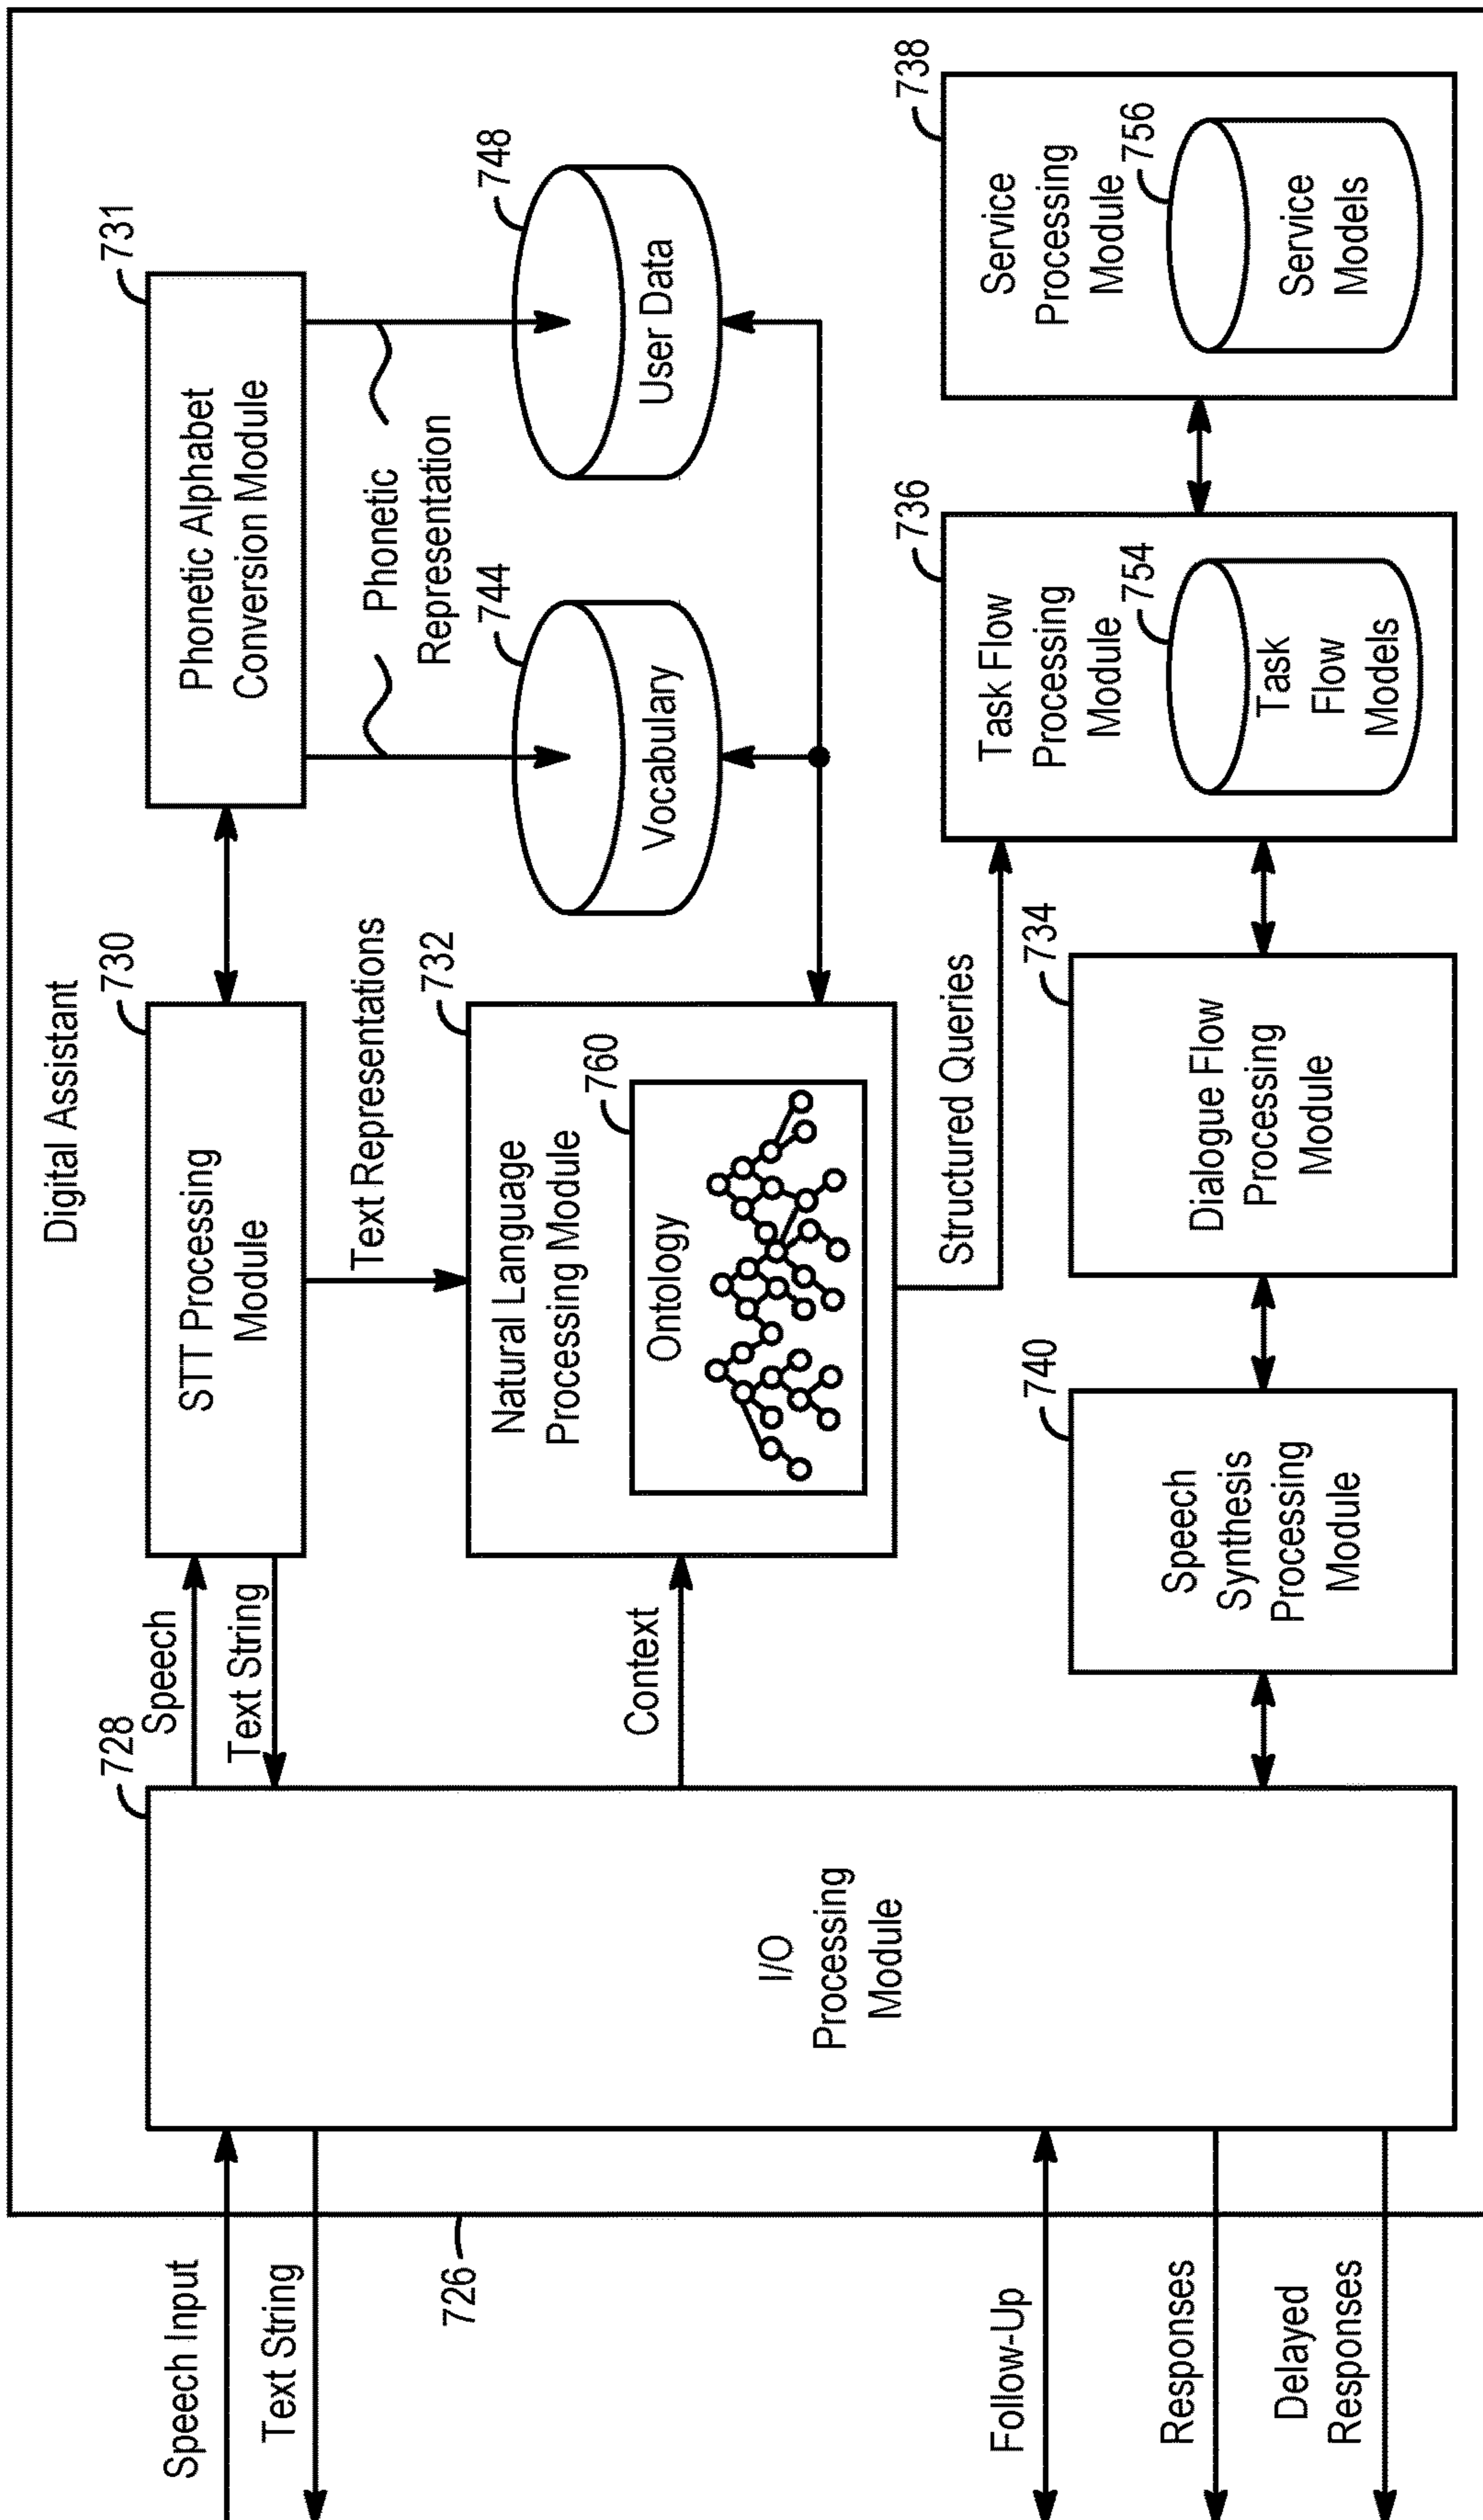 Digital Assistant
Speech Input
Text String
726
728
I/O
Processing
Module
Speech
Text String
730
STT Processing
Module
731
Phonetic Alphabet
Conversion Module
Text Representations
Phonetic
Representation
Context
732
Natural Language
Processing Module
760
Ontology
744
Vocabulary
748
User Data
Structured Queries
Follow-Up
Responses
Delayed
Responses
740
Speech
Synthesis
Processing
Module
734
Dialogue Flow
Processing
Module
736
Task Flow
Processing
Module
754
Task
Flow
Models
738
Service
Processing
Module
756
Service
Models